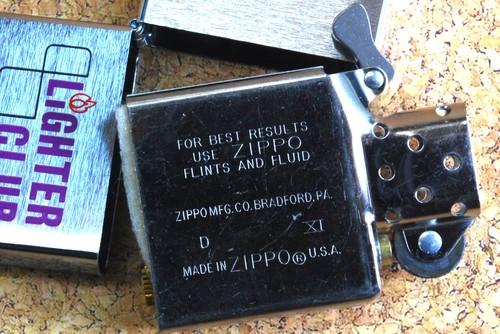 LiGHTER
CLUB
FOR BEST RESULTS
USE ZIPPO
FLINTS AND FLUID
ZIPPO MFG. CO. BRADFORD, PA.
D XI
MADE IN ZIPPO® U.S.A.